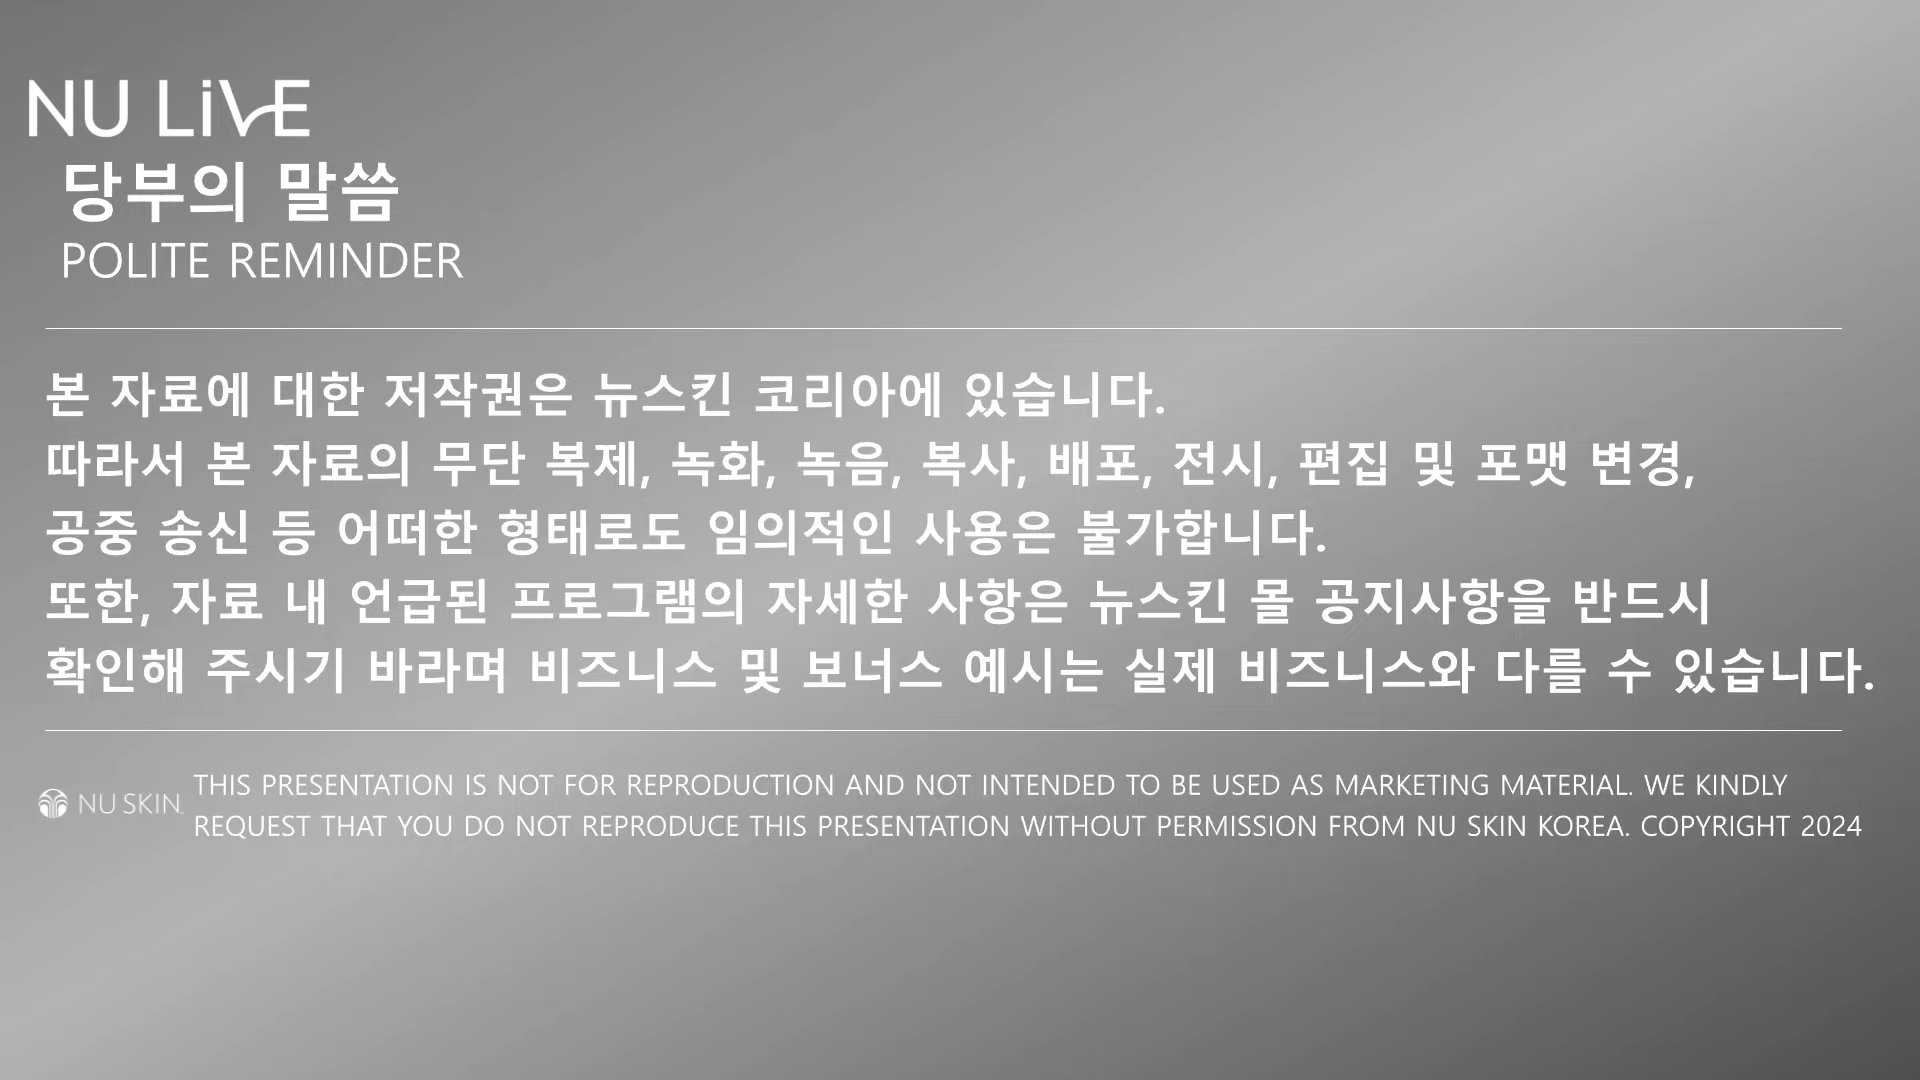 NU LiVE
당부의 말씀
POLITE REMINDER
본 자료에 대한 저작권은 뉴스킨 코리아에 있습니다.
따라서 본 자료의 무단 복제, 녹화, 녹음, 복사, 배포, 전시, 편집 및 포맷 변경,
공중 송신 등 어떠한 형태로도 임의적인 사용은 불가합니다.
또한, 자료 내 언급된 프로그램의 자세한 사항은 뉴스킨 몰 공지사항을 반드시
확인해 주시기 바라며 비즈니스 및 보너스 예시는 실제 비즈니스와 다를 수 있습니다.
NU SKIN
THIS PRESENTATION IS NOT FOR REPRODUCTION AND NOT INTENDED TO BE USED AS MARKETING MATERIAL. WE KINDLY
REQUEST THAT YOU DO NOT REPRODUCE THIS PRESENTATION WITHOUT PERMISSION FROM NU SKIN KOREA. COPYRIGHT 2024